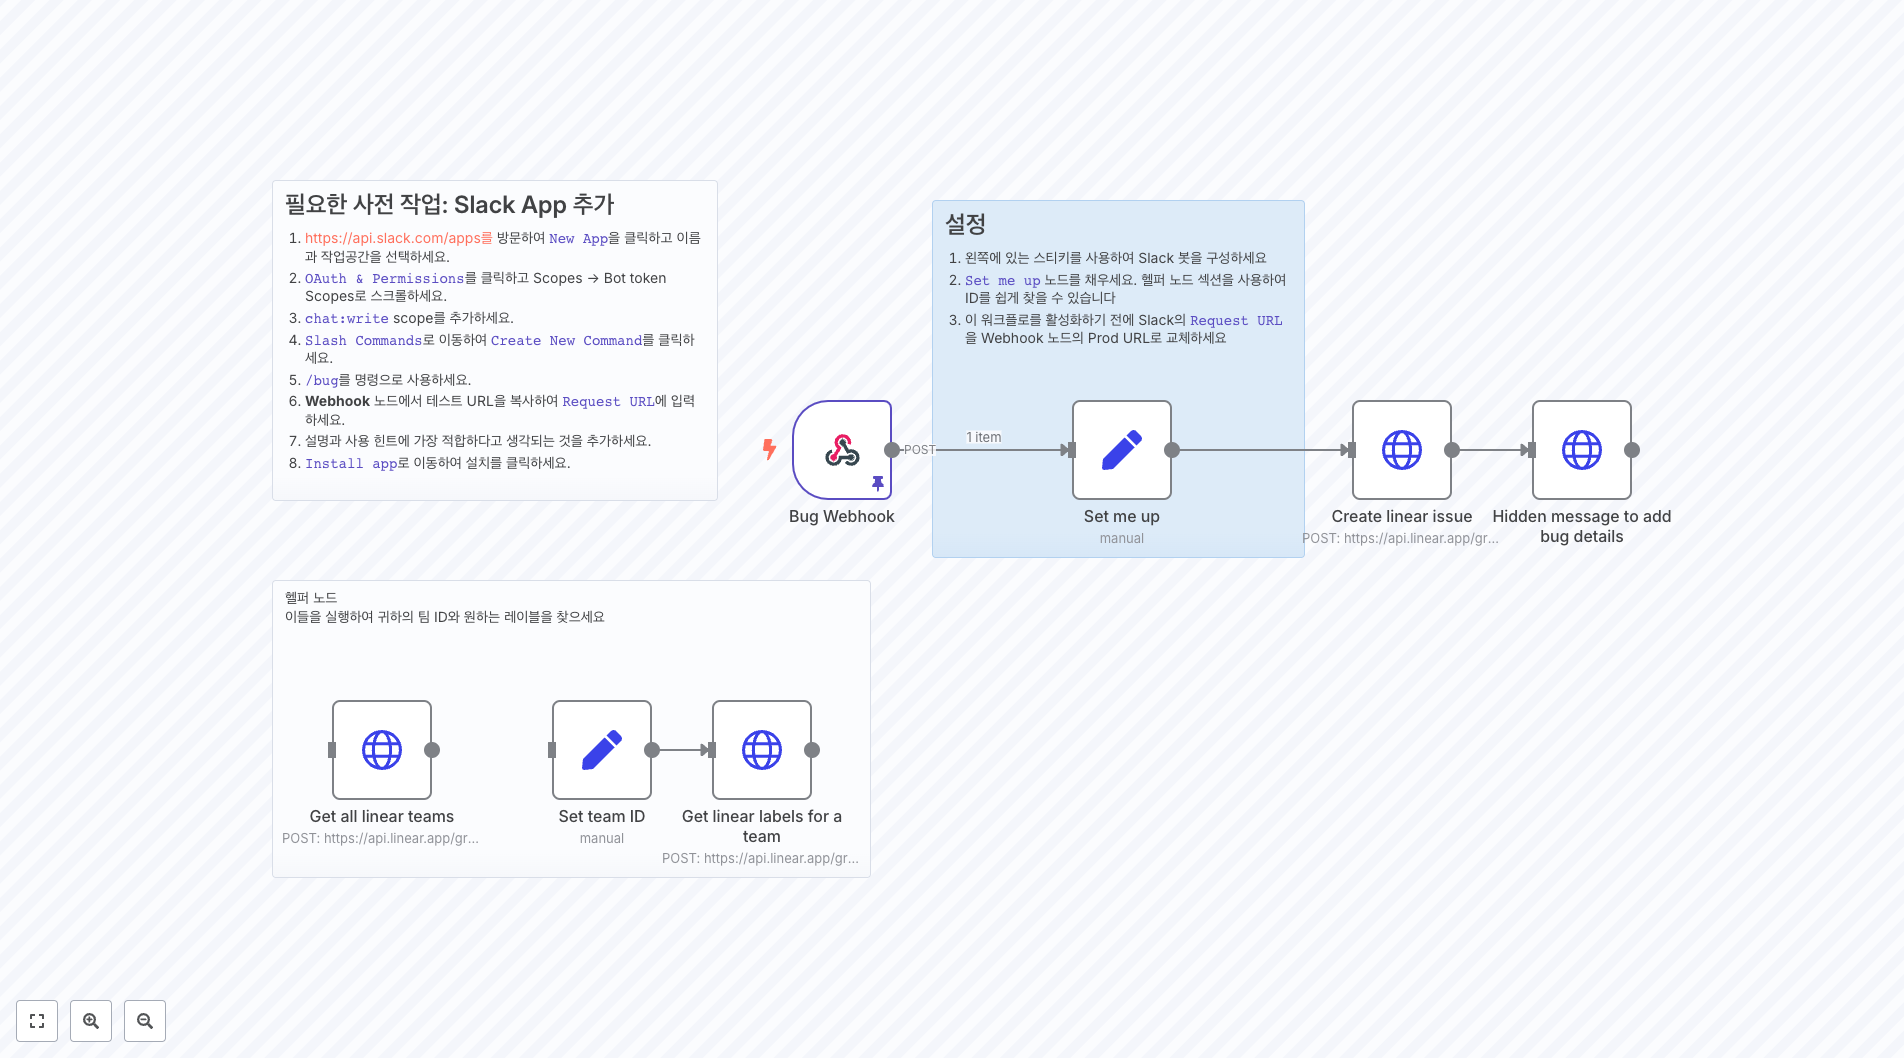 필요한 사전 작업: Slack App 추가
1. https://api.slack.com/apps를 방문하여 New App을 클릭하고 이름
과 작업공간을 선택하세요.
2. OAuth & Permissions를 클릭하고 Scopes → Bot token
Scopes로 스크롤하세요.
3. chat:write scope를 추가하세요.
4. Slash Commands로 이동하여 Create New Command를 클릭하
세요.
5. /bug를 명령으로 사용하세요.
6. Webhook 노드에서 테스트 URL을 복사하여 Request URL에 입력
하세요.
7. 설명과 사용 힌트에 가장 적합하다고 생각되는 것을 추가하세요.
8. Install app로 이동하여 설치를 클릭하세요.
설정
1. 왼쪽에 있는 스티키를 사용하여 Slack 봇을 구성하세요
2. Set me up 노드를 채우세요. 헬퍼 노드 섹션을 사용하여
ID를 쉽게 찾을 수 있습니다
3. 이 워크플로를 활성화하기 전에 Slack의 Request URL
을 Webhook 노드의 Prod URL로 교체하세요
POST
1 item
Bug Webhook
Set me up
manual
Create linear issue
POST: https://api.linear.app/gr...
Hidden message to add
bug details
헬퍼 노드
이들을 실행하여 귀하의 팀 ID와 원하는 레이블을 찾으세요
Get all linear teams
POST: https://api.linear.app/gr...
Set team ID
manual
Get linear labels for a
team
POST: https://api.linear.app/gr...